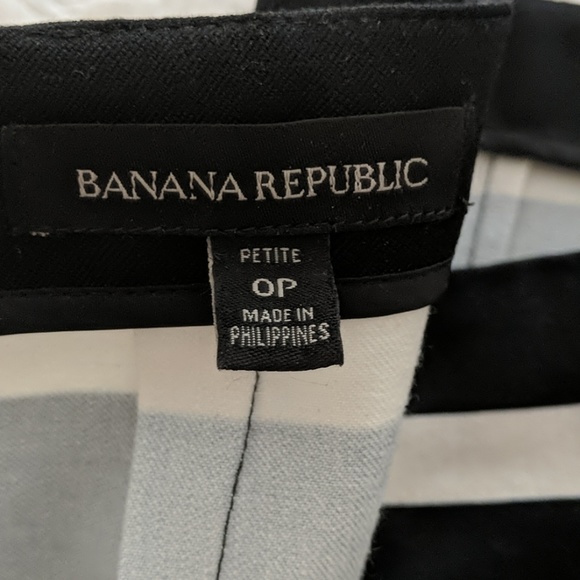 BANANA REPUBLIC
PETITE
0P
MADE IN
PHILIPPINES